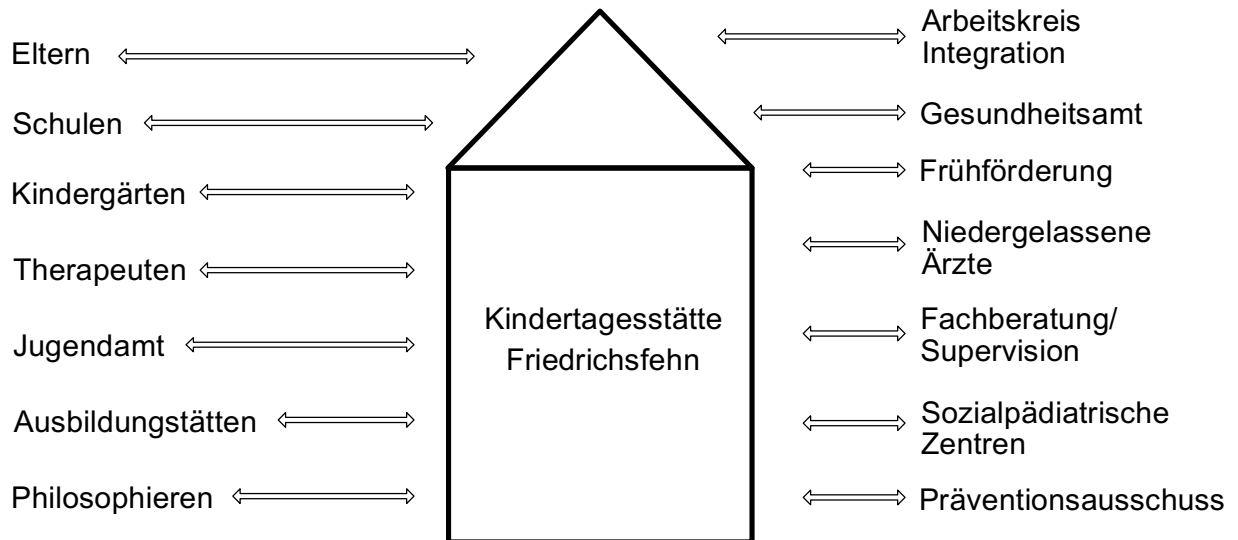 Eltern
Schulen
Kindergärten
Therapeuten
Jugendamt
Ausbildungstätten
Philosophieren
Kindertagesstätte
Friedrichsfehn
Arbeitskreis
Integration
Gesundheitsamt
Frühförderung
Niedergelassene
Ärzte
Fachberatung/
Supervision
Sozialpädiatrische
Zentren
Präventionsausschuss